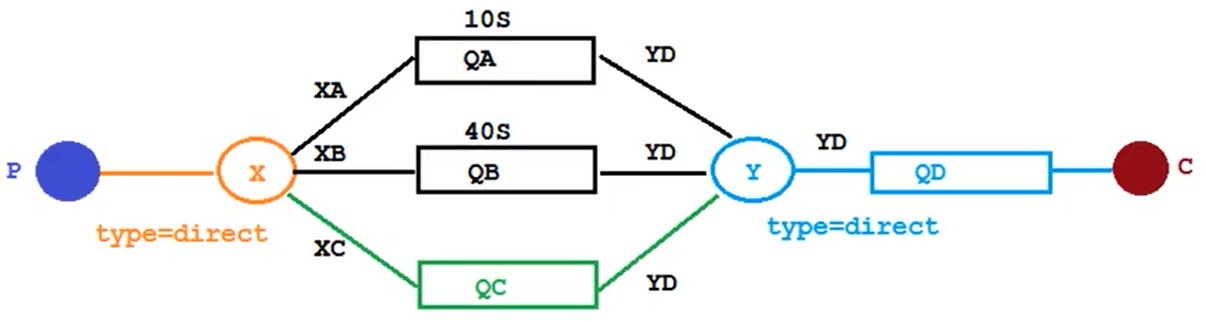 10S
QA
YD
XA
40S
XB
QB
YD
YD
P
X
Y
QD
C
type=direct
type=direct
XC
QC
YD